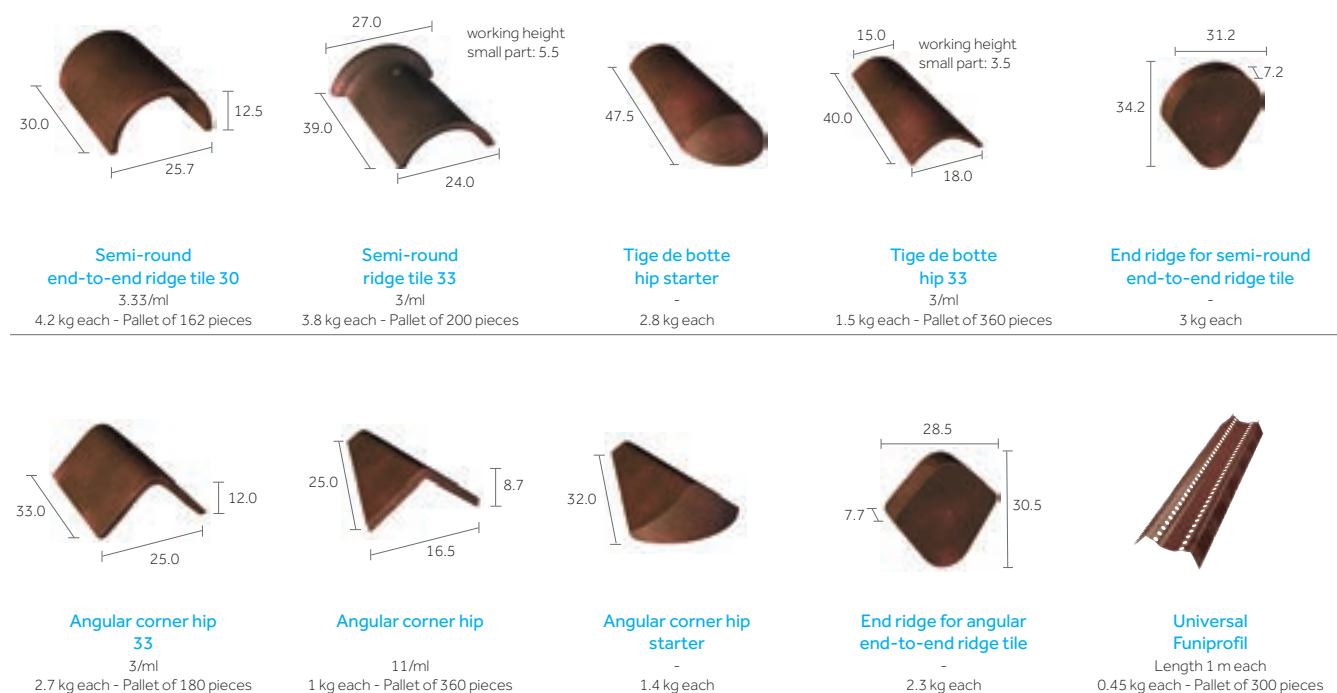 27.0
working height
small part: 5.5
15.0
working height
small part: 3.5
31.2
7.2
30.0
12.5
25.7
39.0
24.0
47.5
40.0
18.0
34.2
Semi-round
end-to-end ridge tile 30
3.33/ml
4.2 kg each - Pallet of 162 pieces
Semi-round
ridge tile 33
3/ml
3.8 kg each - Pallet of 200 pieces
Tige de botte
hip starter
-
2.8 kg each
Tige de botte
hip 33
3/ml
1.5 kg each - Pallet of 360 pieces
End ridge for semi-round
end-to-end ridge tile
-
3 kg each
33.0
12.0
25.0
25.0
8.7
16.5
32.0
28.5
7.7
30.5
Angular corner hip
33
3/ml
2.7 kg each - Pallet of 180 pieces
Angular corner hip
11/ml
1 kg each - Pallet of 360 pieces
Angular corner hip
starter
-
1.4 kg each
End ridge for angular
end-to-end ridge tile
-
2.3 kg each
Universal
Funiprofil
Length 1 m each
0.45 kg each - Pallet of 300 pieces